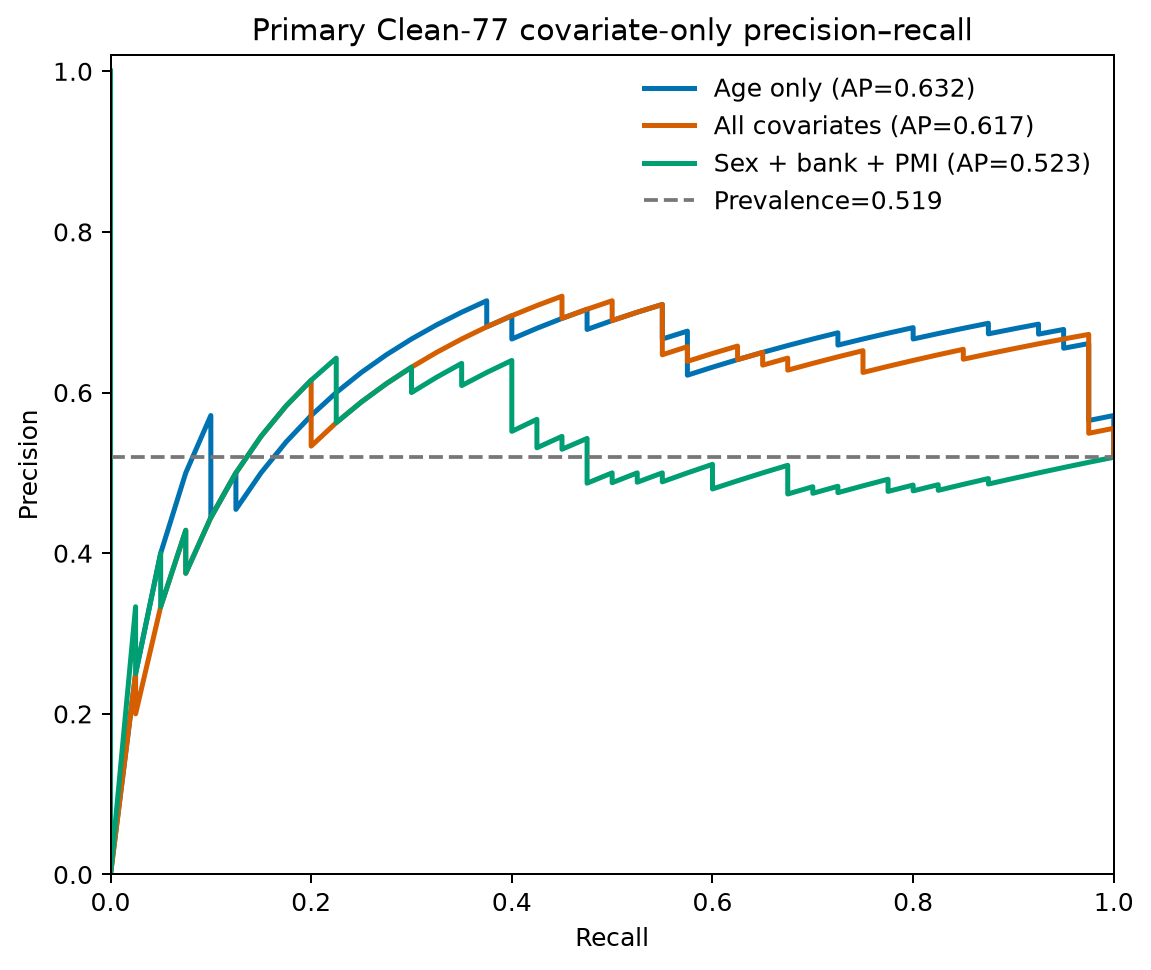 Primary Clean-77 covariate-only precision–recall
Age only (AP=0.632)
All covariates (AP=0.617)
Sex + bank + PMI (AP=0.523)
Prevalence=0.519
1.0
0.8
0.6
0.4
0.2
0.0
Precision
0.0 0.2 0.4 0.6 0.8 1.0
Recall